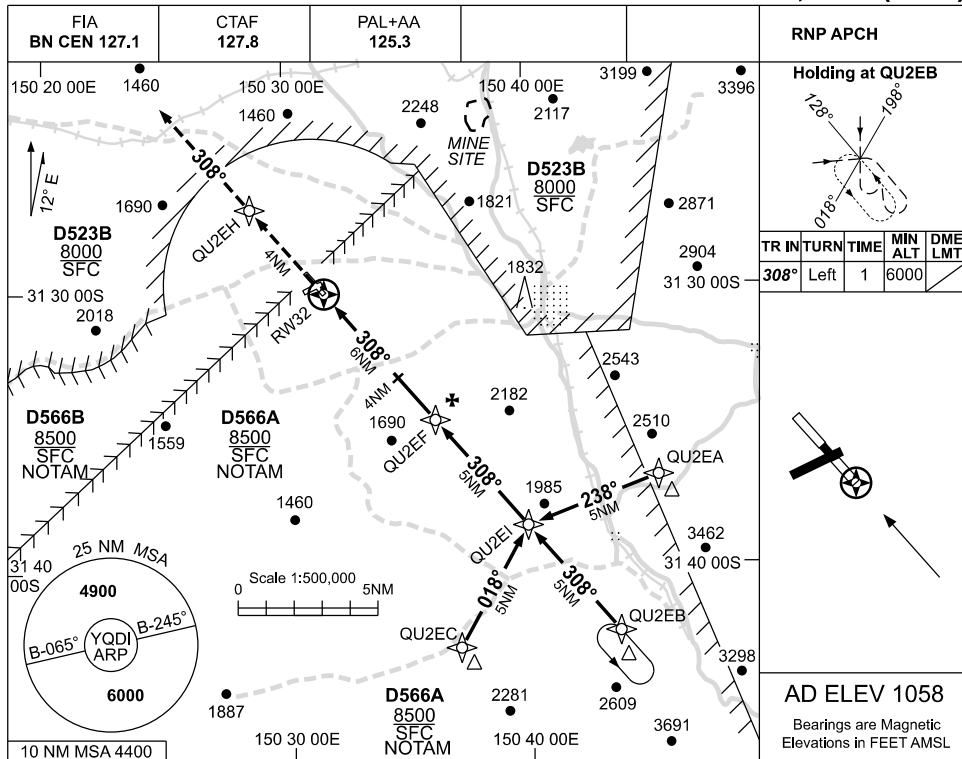 FIA
BN CEN 127.1
CTAF
127.8
PAL+AA
125.3
RNP APCH
150 20 00E
1460
150 30 00E
1460
2248
MINE
SITE
150 40 00E
2117
3199
3396
Holding at QU2EB
128°
198°
018°
TR IN TURN TIME MIN ALT DME LMT
308° Left 1 6000
12° E
308°
1690
QU2EH
D523B
8000
SFC
4NM
D523B
8000
SFC
1821
2871
2904
1832
31 30 00S
31 30 00S
2018
RW32
308°
6NM
4NM
2543
2182
2510
1690
QU2EF
D566B
8500
SFC
NOTAM
1559
D566A
8500
SFC
NOTAM
308°
5NM
QU2EA
1985
238°
5NM
1460
QU2EI
3462
31 40 00S
31 40
00S
25 NM MSA
4900
B-065°
B-245°
YQDI
ARP
6000
Scale 1:500,000
0
5NM
018°
5NM
308°
5NM
QU2EB
QU2EC
3298
1887
D566A
8500
SFC
NOTAM
2281
2609
3691
150 30 00E
150 40 00E
10 NM MSA 4400
AD ELEV 1058
Bearings are Magnetic
Elevations in FEET AMSL